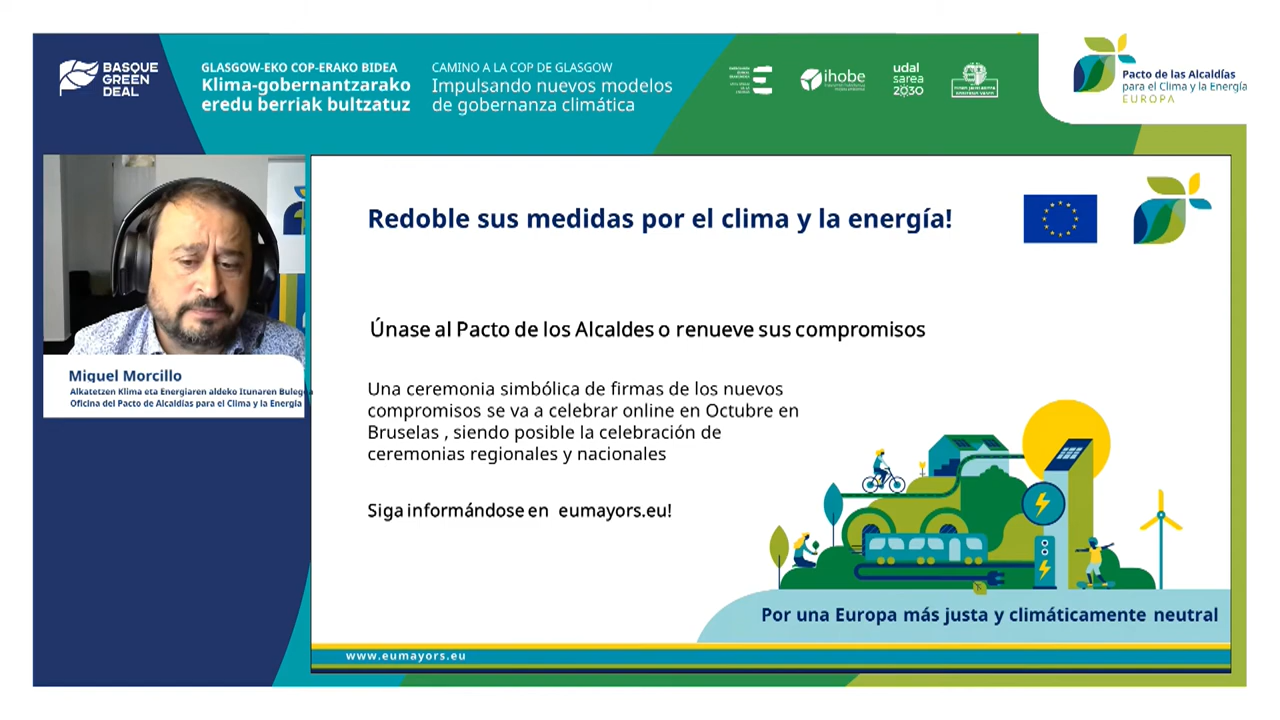 BASQUE
GREEN
DEAL
GLASGOW-EKO COP-ERAKO BIDEA
Klima-gobernantzarako
eredu berriak bultzatuz
CAMINO A LA COP DE GLASGOW
Impulsando nuevos modelos
de gobernanza climática
ihobe
udal
sarea
2030
Pacto de las Alcaldías
para el Clima y la Energía
EUROPA
Redoble sus medidas por el clima y la energía!
Únase al Pacto de los Alcaldes o renueve sus compromisos
Una ceremonia simbólica de firmas de los nuevos
compromisos se va a celebrar online en Octubre en
Bruselas , siendo posible la celebración de
ceremonias regionales y nacionales
Siga informándose en eumayors.eu!
Por una Europa más justa y climáticamente neutral
www.eumayors.eu
Miguel Morcillo
Alkatetzen Klima eta Energiaren aldeko Itunaren Bulegoa
Oficina del Pacto de Alcaldías para el Clima y la Energía